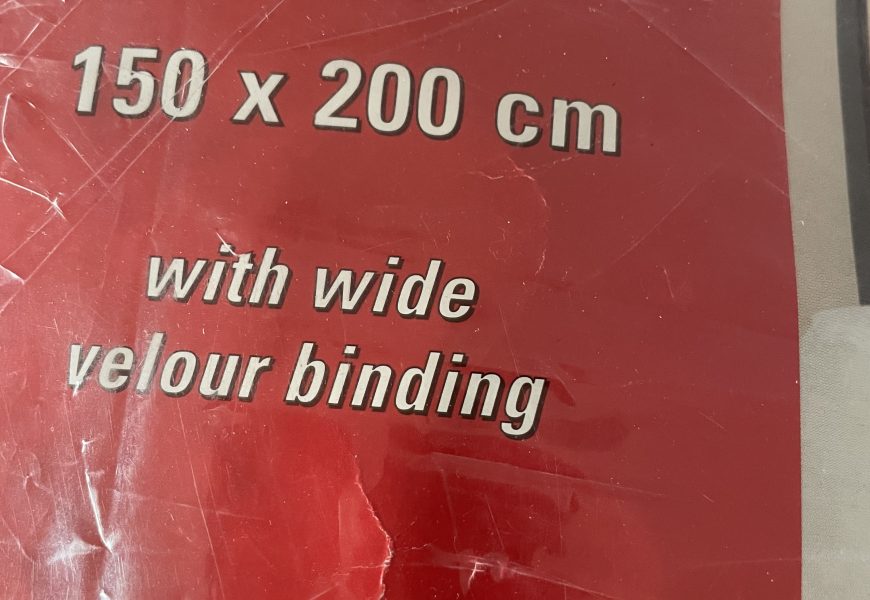 150 x 200 cm
with wide
velour binding